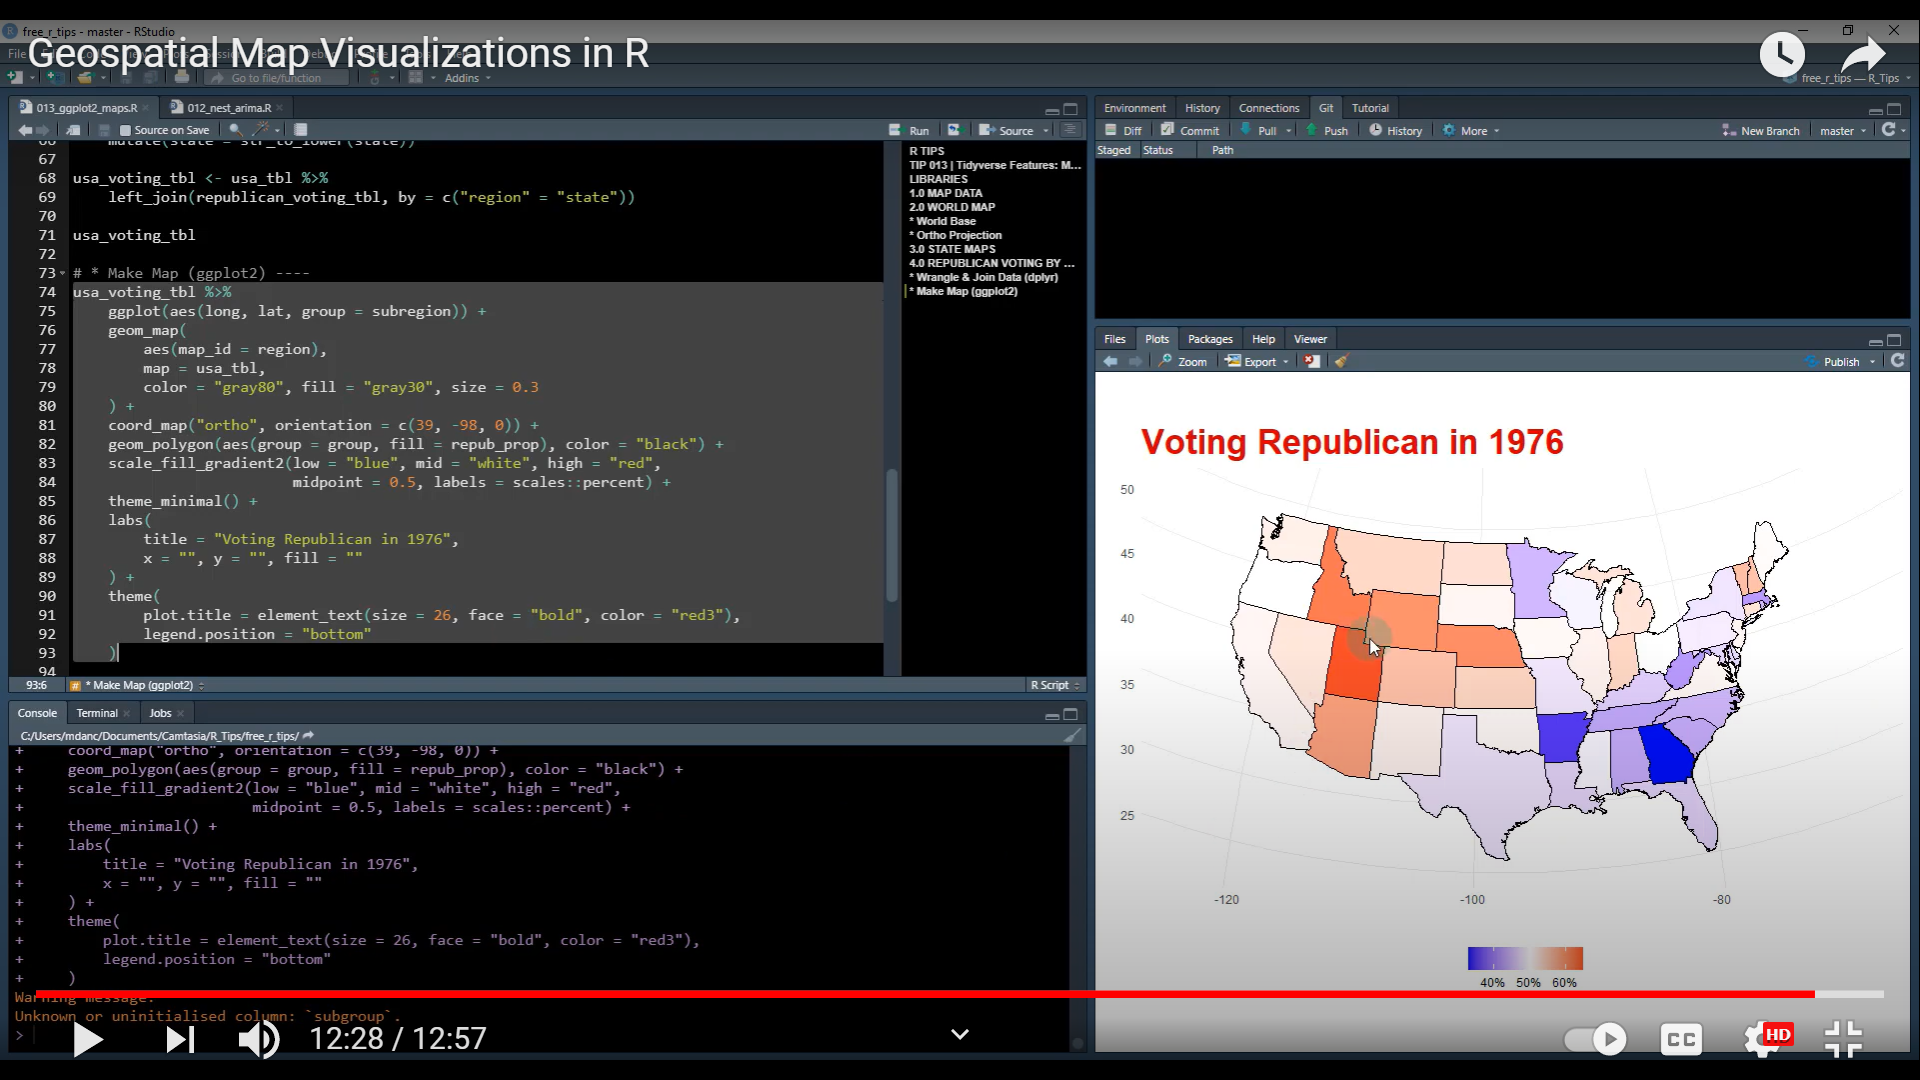 free_r_tips - master - RStudio
Geospatial Map Visualizations in R
Go to file/function
Addins
free_r_tips — R_Tips
013_ggplot2_maps.R
012_nest_arima.R
Source on Save
Run
Source
66 mutate(state = str_to_lower(state))
67
68 usa_voting_tbl <- usa_tbl %>%
69 left_join(republican_voting_tbl, by = c("region" = "state"))
70
71 usa_voting_tbl
72
73 # * Make Map (ggplot2) ----
74 usa_voting_tbl %>%
75 ggplot(aes(long, lat, group = subregion)) +
76 geom_map(
77 aes(map_id = region),
78 map = usa_tbl,
79 color = "gray80", fill = "gray30", size = 0.3
80 ) +
81 coord_map("ortho", orientation = c(39, -98, 0)) +
82 geom_polygon(aes(group = group, fill = repub_prop), color = "black") +
83 scale_fill_gradient2(low = "blue", mid = "white", high = "red",
84 midpoint = 0.5, labels = scales::percent) +
85 theme_minimal() +
86 labs(
87 title = "Voting Republican in 1976",
88 x = "", y = "", fill = ""
89 ) +
90 theme(
91 plot.title = element_text(size = 26, face = "bold", color = "red3"),
92 legend.position = "bottom"
93 )
94
93:6 # * Make Map (ggplot2) R Script
R TIPS
TIP 013 | Tidyverse Features: M...
LIBRARIES
1.0 MAP DATA
2.0 WORLD MAP
* World Base
* Ortho Projection
3.0 STATE MAPS
4.0 REPUBLICAN VOTING BY ...
* Wrangle & Join Data (dplyr)
* Make Map (ggplot2)
Console Terminal Jobs
C:/Users/mdanc/Documents/Camtasia/R_Tips/free_r_tips/
+ coord_map("ortho", orientation = c(39, -98, 0)) +
+ geom_polygon(aes(group = group, fill = repub_prop), color = "black") +
+ scale_fill_gradient2(low = "blue", mid = "white", high = "red",
+ midpoint = 0.5, labels = scales::percent) +
+ theme_minimal() +
+ labs(
+ title = "Voting Republican in 1976",
+ x = "", y = "", fill = ""
+ ) +
+ theme(
+ plot.title = element_text(size = 26, face = "bold", color = "red3"),
+ legend.position = "bottom"
+ )
Warning message:
Unknown or uninitialised column: `subgroup`.
>
Environment History Connections Git Tutorial
Diff Commit Pull Push History More New Branch master
Staged Status Path
Files Plots Packages Help Viewer
Zoom Export Publish
Voting Republican in 1976
50
45
40
35
30
25
-120 -100 -80
40% 50% 60%
12:28 / 12:57
CC
HD